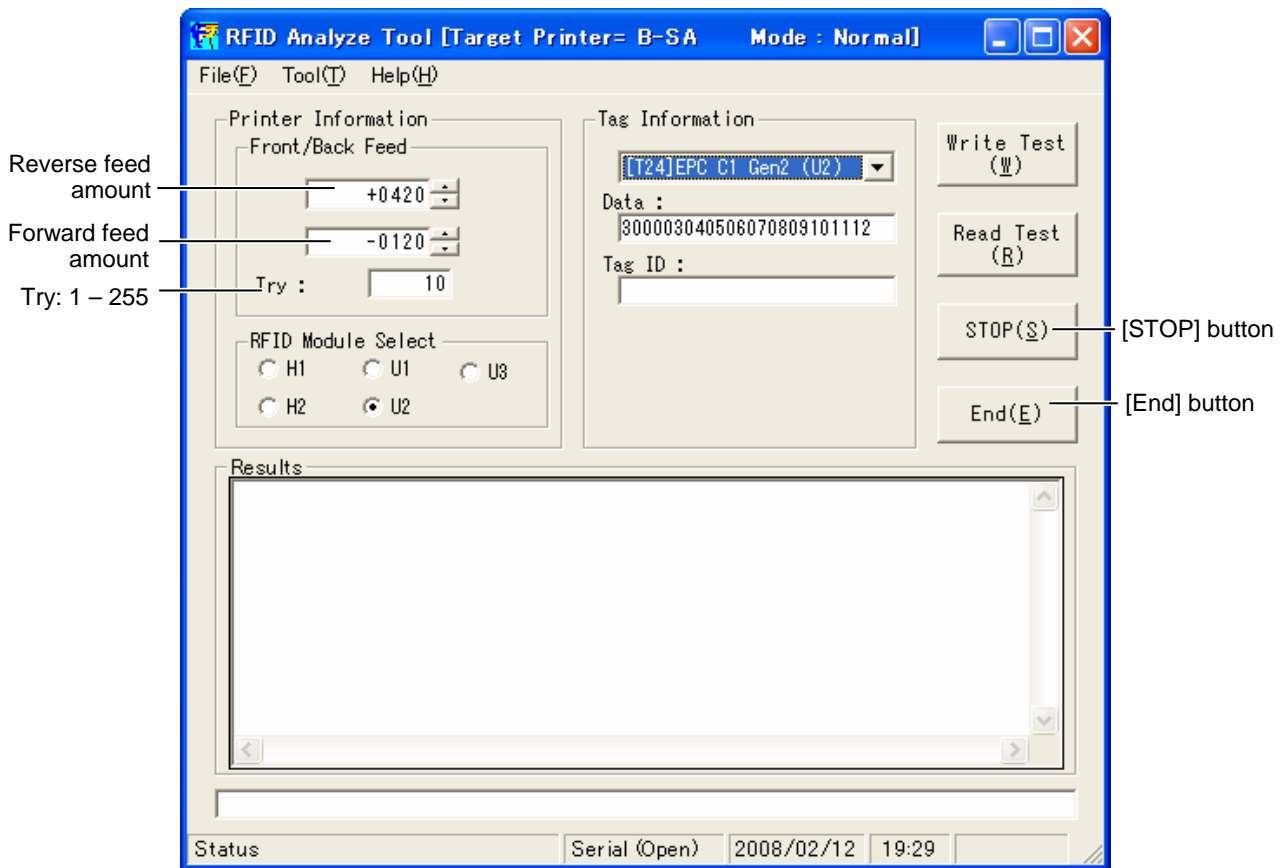 RFID Analyze Tool [Target Printer= B-SA Mode : Normal]
File(F) Tool(T) Help(H)
Printer Information
Front/Back Feed
Reverse feed
amount
+0420
Forward feed
amount
-0120
Try: 1 – 255
Try : 10
RFID Module Select
H1 U1 U3
H2 U2
Tag Information
[T24]EPC C1 Gen2 (U2)
Data :
300003040506070809101112
Tag ID :
Write Test
(W)
Read Test
(R)
STOP(S)
[STOP] button
End(E)
[End] button
Results
Status Serial (Open) 2008/02/12 19:29